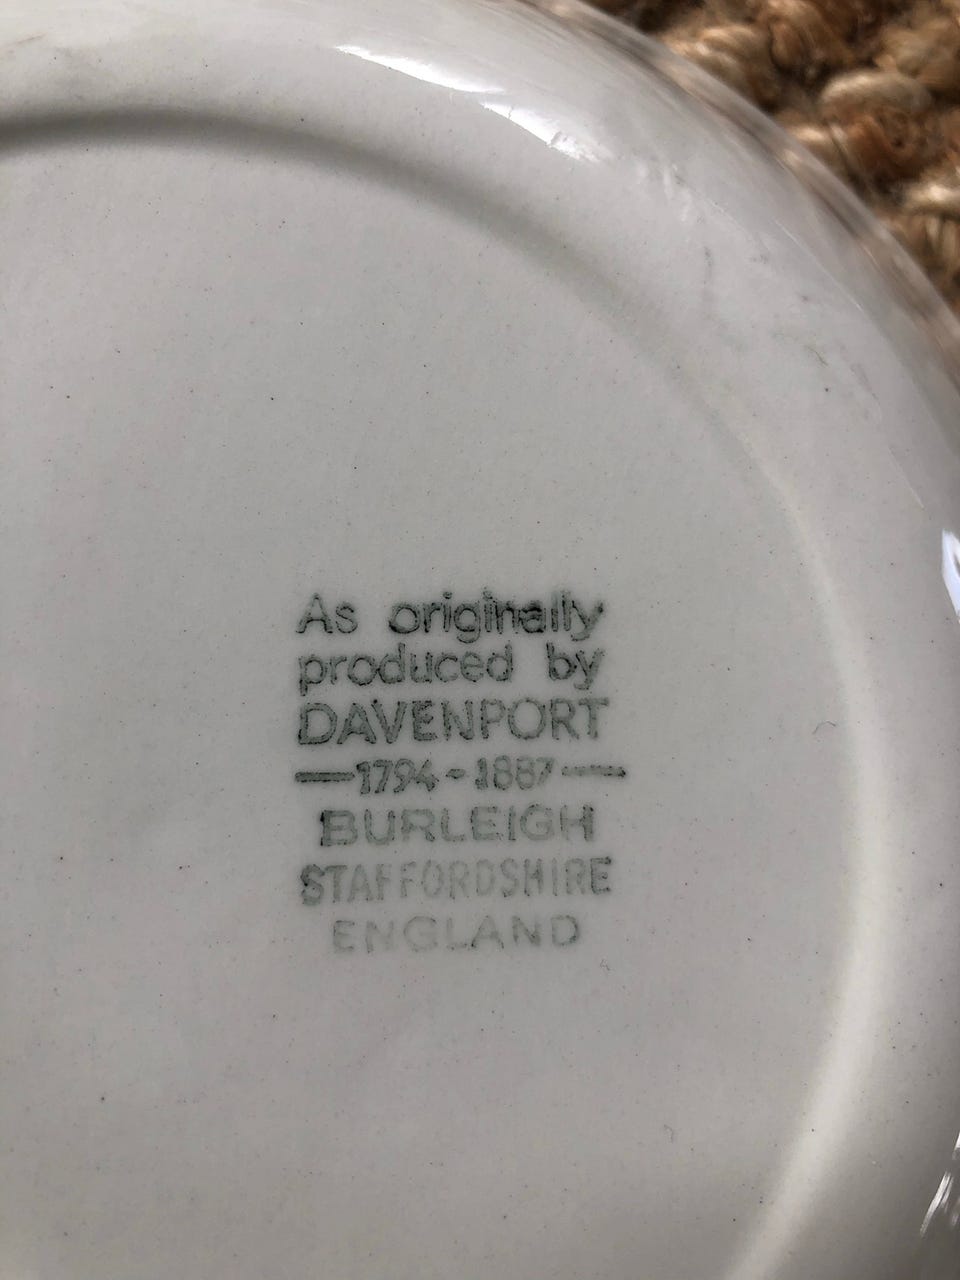 As originally
produced by
DAVENPORT
—1794-1887—
BURLEIGH
STAFFORDSHIRE
ENGLAND